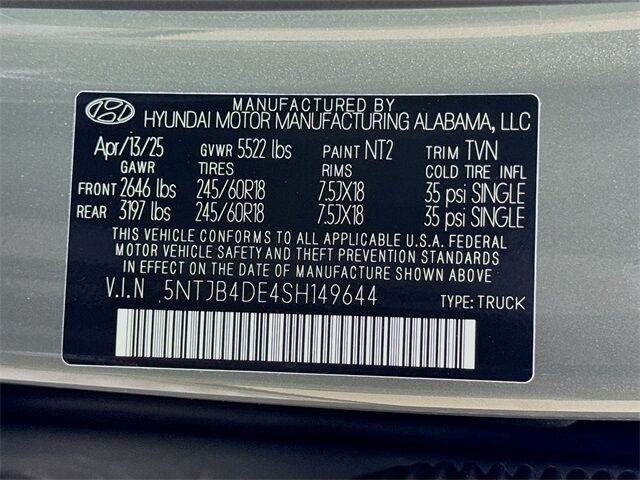 MANUFACTURED BY
HYUNDAI MOTOR MANUFACTURING ALABAMA, LLC
Apr/13/25 GVWR 5522 lbs PAINT NT2 TRIM TVN
GAWR TIRES RIMS COLD TIRE INFL
FRONT 2646 lbs 245/60R18 7.5JX18 35 psi SINGLE
REAR 3197 lbs 245/60R18 7.5JX18 35 psi SINGLE
THIS VEHICLE CONFORMS TO ALL APPLICABLE U.S.A. FEDERAL
MOTOR VEHICLE SAFETY AND THEFT PREVENTION STANDARDS
IN EFFECT ON THE DATE OF MANUFACTURE SHOWN ABOVE
V.I.N 5NTJB4DE4SH149644 TYPE: TRUCK